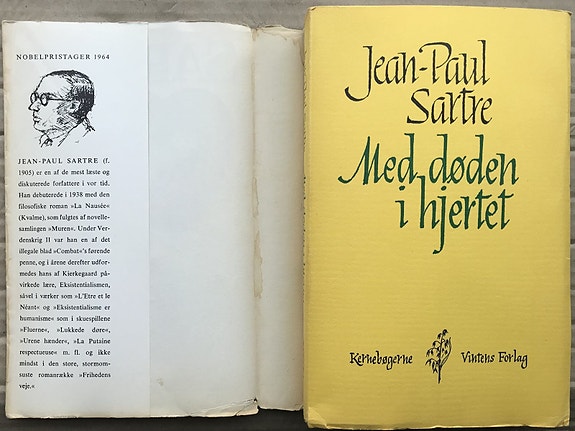 NOBELPRISTAGER 1964
JEAN-PAUL SARTRE (f.
1905) er en af de mest læste og
diskuterede forfattere i vor tid.
Han debuterede i 1938 med den
filosofiske roman »La Nausée«
(Kvalme), som fulgtes af novelle-
samlingen »Muren«. Under Ver-
denskrig II var han en af det
illegale blad »Combat«'s førende
penne, og i årene derefter udfor-
medes hans af Kierkegaard på-
virkede lære, Eksistentialismen,
såvel i værker som »L'Etre et le
Néant« og »Eksistentialisme er
humanisme« som i skuespillene
»Fluerne«, »Lukkede døre«,
»Urene hænder«, »La Putaine
respectueuse« m. fl. og ikke
mindst i den store, stormom-
suste romanrække »Frihedens
veje.«
Jean-Paul
Sartre
Med døden
i hjertet
Kernebøgerne Vintens Forlag